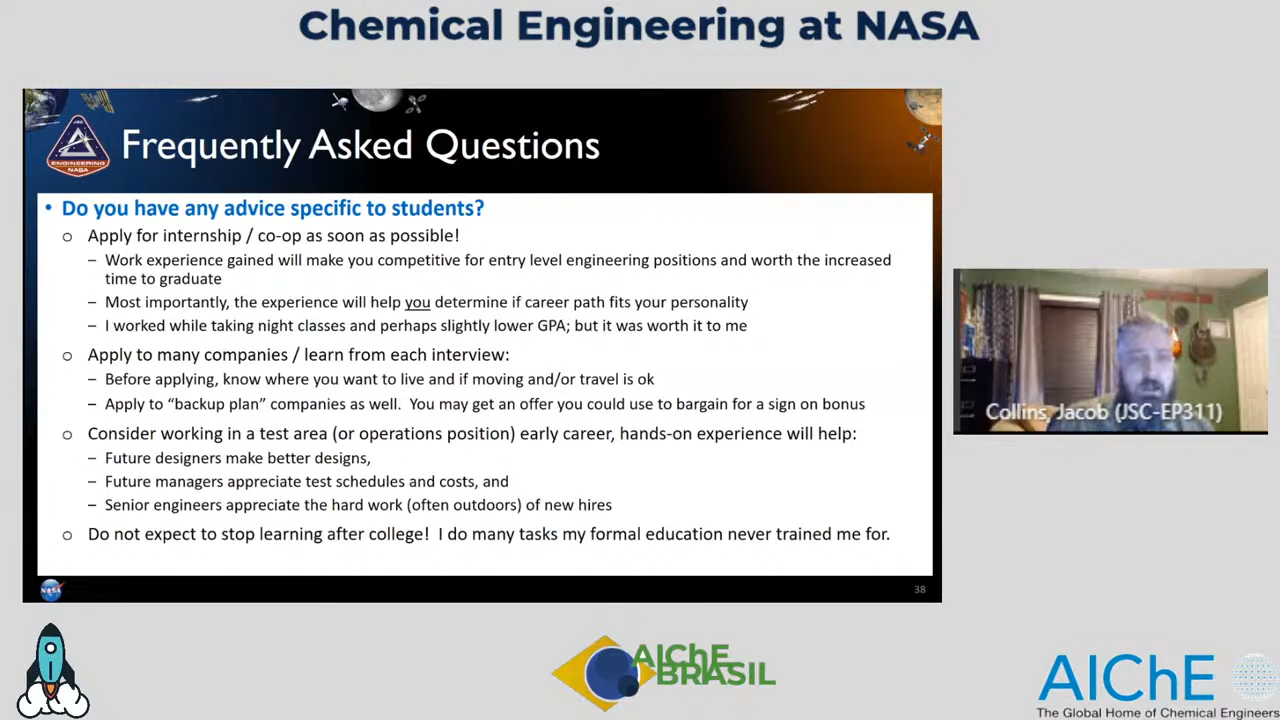 Chemical Engineering at NASA
JSC
ENGINEERING
NASA
Frequently Asked Questions
• Do you have any advice specific to students?
o Apply for internship / co-op as soon as possible!
– Work experience gained will make you competitive for entry level engineering positions and worth the increased
time to graduate
– Most importantly, the experience will help you determine if career path fits your personality
– I worked while taking night classes and perhaps slightly lower GPA; but it was worth it to me
o Apply to many companies / learn from each interview:
– Before applying, know where you want to live and if moving and/or travel is ok
– Apply to “backup plan” companies as well.  You may get an offer you could use to bargain for a sign on bonus
o Consider working in a test area (or operations position) early career, hands-on experience will help:
– Future designers make better designs,
– Future managers appreciate test schedules and costs, and
– Senior engineers appreciate the hard work (often outdoors) of new hires
o Do not expect to stop learning after college!  I do many tasks my formal education never trained me for.
NASA
38
Collins, Jacob (JSC-EP311)
AIChE
BRASIL
AIChE
The Global Home of Chemical Engineers